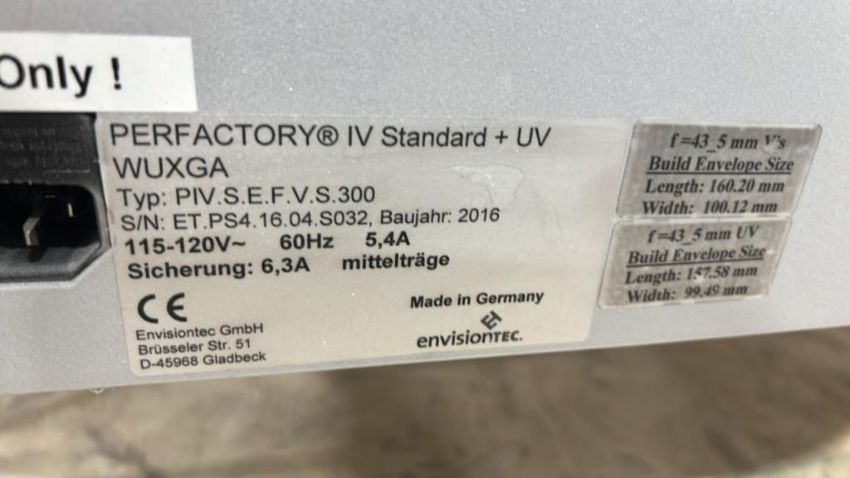 Only !
PERFACTORY® IV Standard + UV
WUXGA
Typ: PIV.S.E.F.V.S.300
S/N: ET.PS4.16.04.S032, Baujahr: 2016
115-120V~ 60Hz 5,4A
Sicherung: 6,3A mittelträge
CE
Envisiontec GmbH
Brüsseler Str. 51
D-45968 Gladbeck
Made in Germany
envisionTEC.
f=43_5 mm V's
Build Envelope Size
Length: 160.20 mm
Width: 100.12 mm
f=43_5 mm UV
Build Envelope Size
Length: 157.58 mm
Width: 99.49 mm